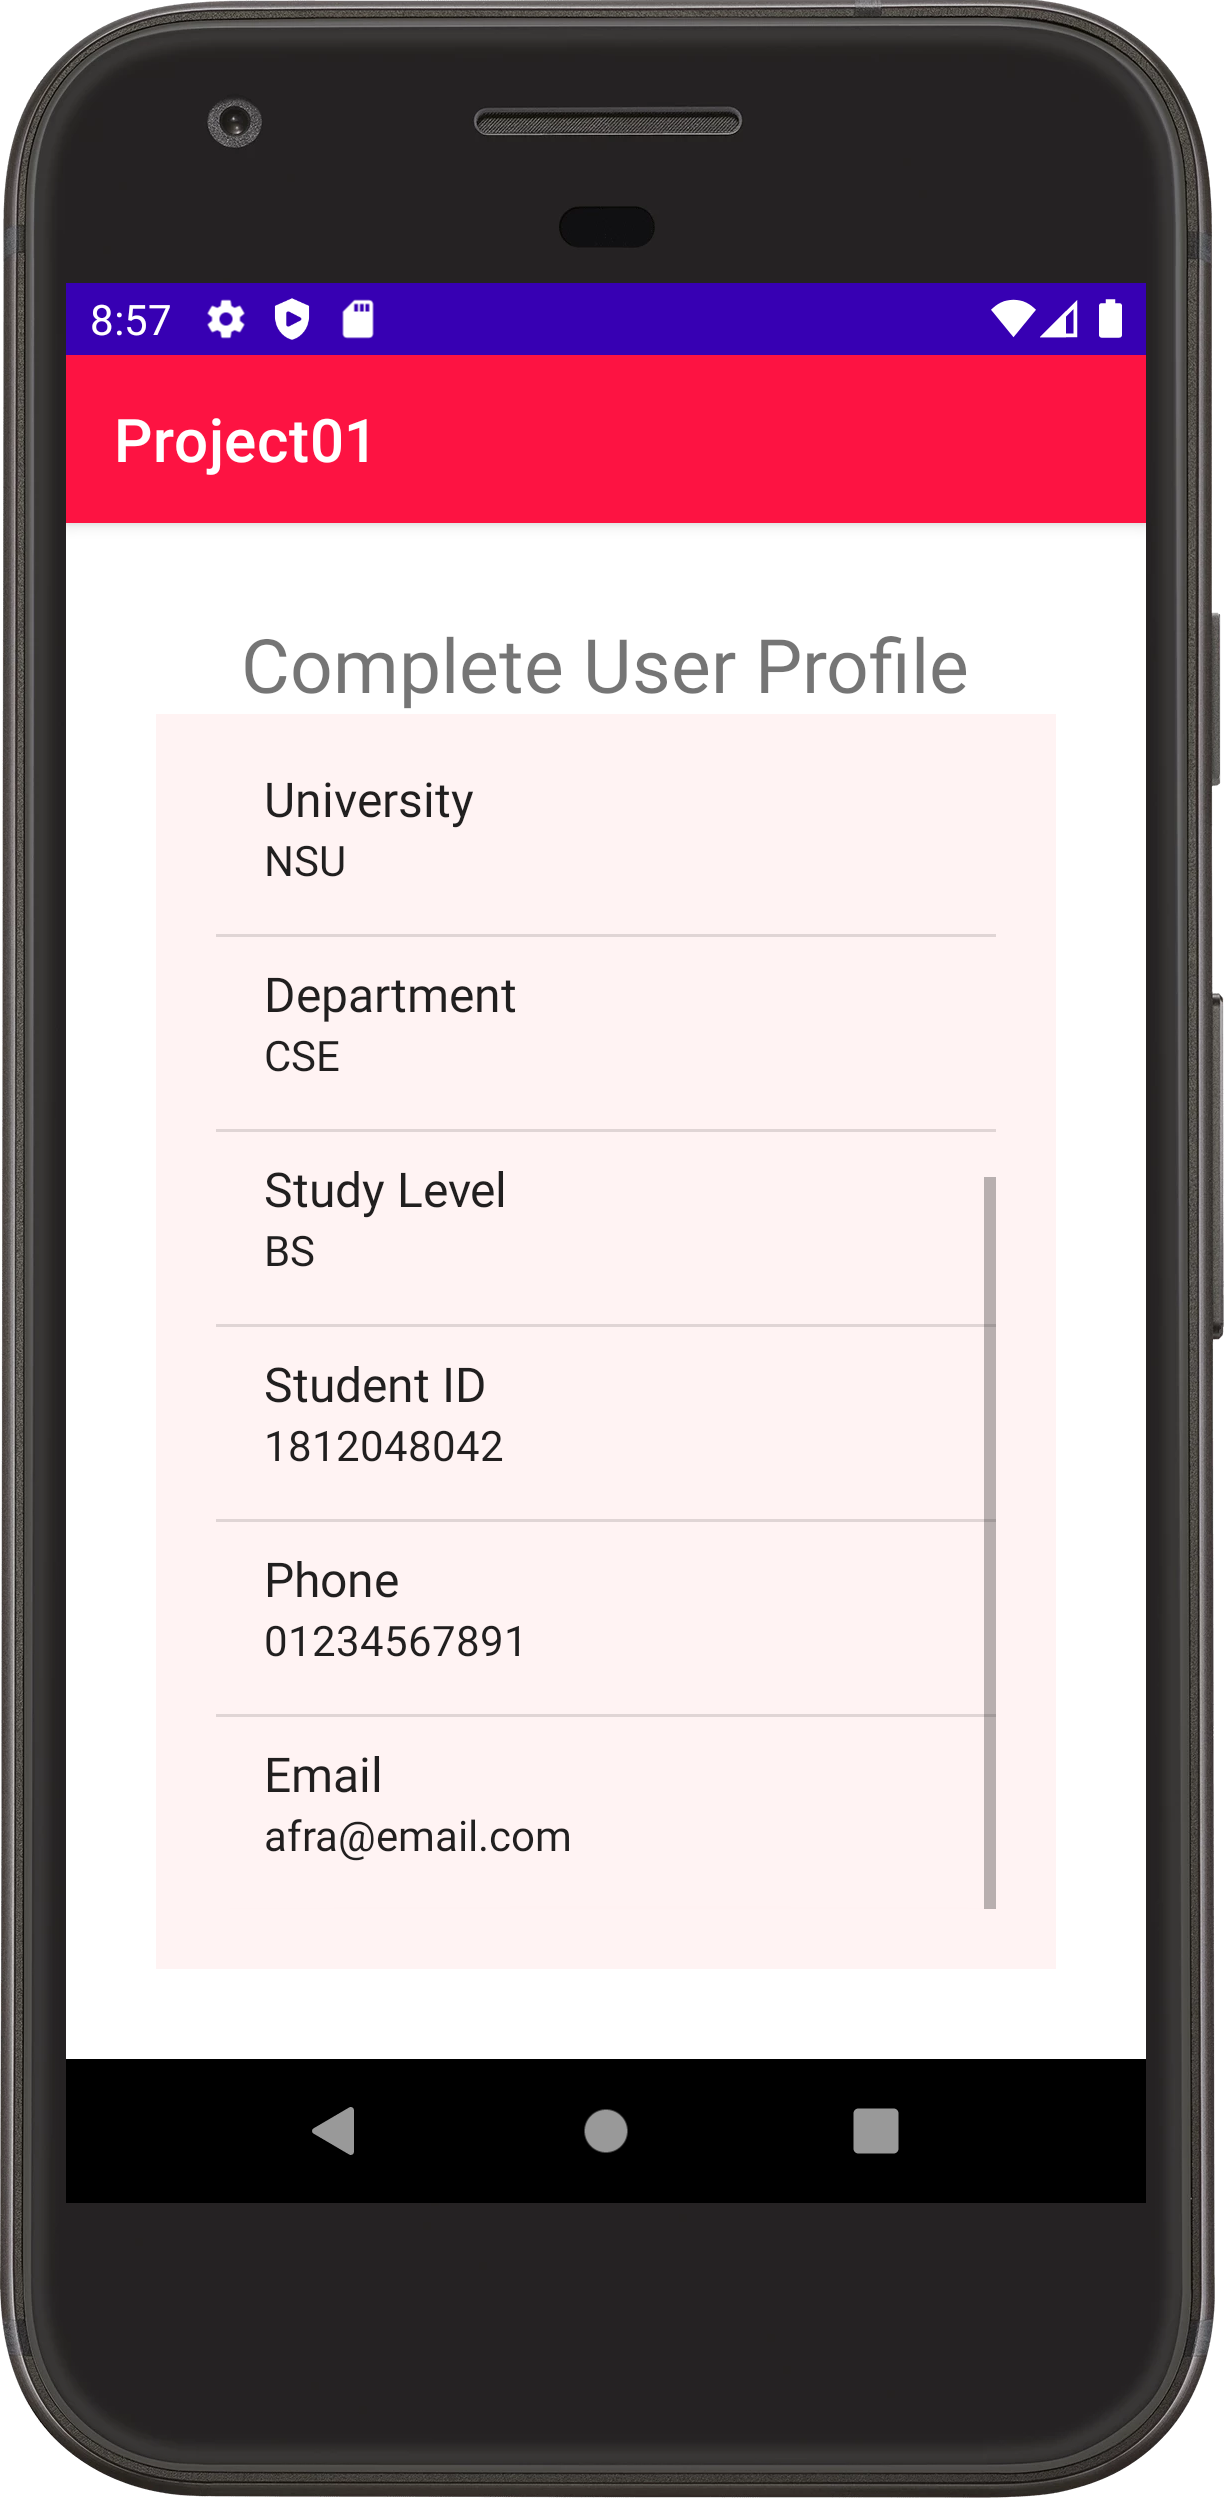 8:57
Project01
Complete User Profile
University
NSU
Department
CSE
Study Level
BS
Student ID
1812048042
Phone
01234567891
Email
afra@email.com